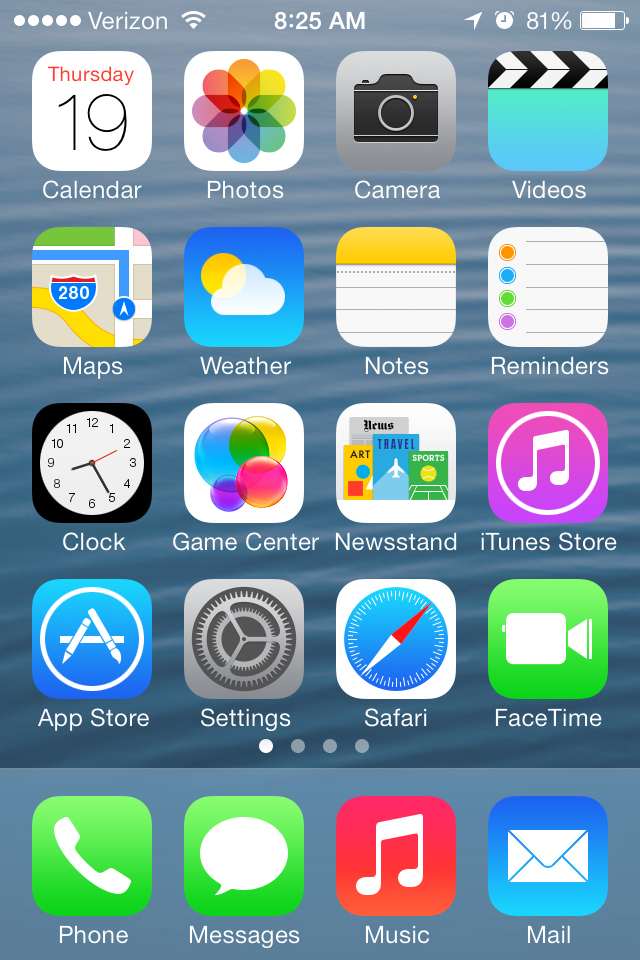 Verizon 8:25 AM 81%
Thursday
19
Calendar Photos Camera Videos
280
Maps Weather Notes Reminders
12
11 1
10 2
9 3
8 4
7 5
6
News
TRAVEL
ART
SPORTS
Clock Game Center Newsstand iTunes Store
App Store Settings Safari FaceTime
Phone Messages Music Mail